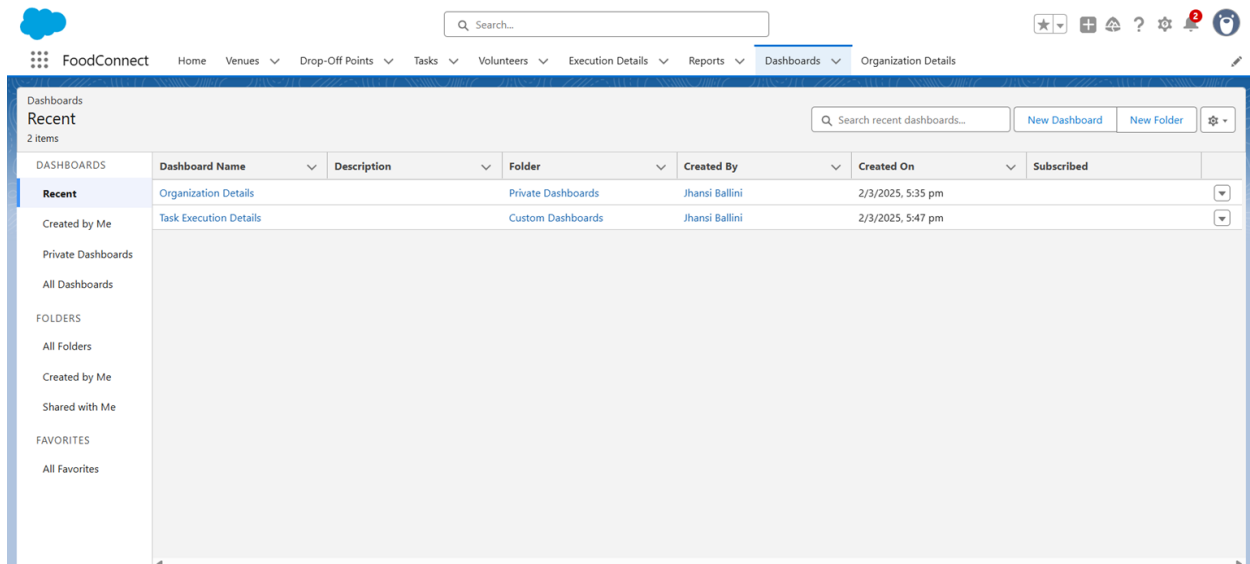 Search...
2
FoodConnect Home Venues Drop-Off Points Tasks Volunteers Execution Details Reports Dashboards Organization Details
Dashboards
Recent
2 items
Search recent dashboards...
New Dashboard
New Folder
DASHBOARDS
Recent
Created by Me
Private Dashboards
All Dashboards
FOLDERS
All Folders
Created by Me
Shared with Me
FAVORITES
All Favorites
Dashboard Name Description Folder Created By Created On Subscribed
Organization Details Private Dashboards Jhansi Ballini 2/3/2025, 5:35 pm
Task Execution Details Custom Dashboards Jhansi Ballini 2/3/2025, 5:47 pm